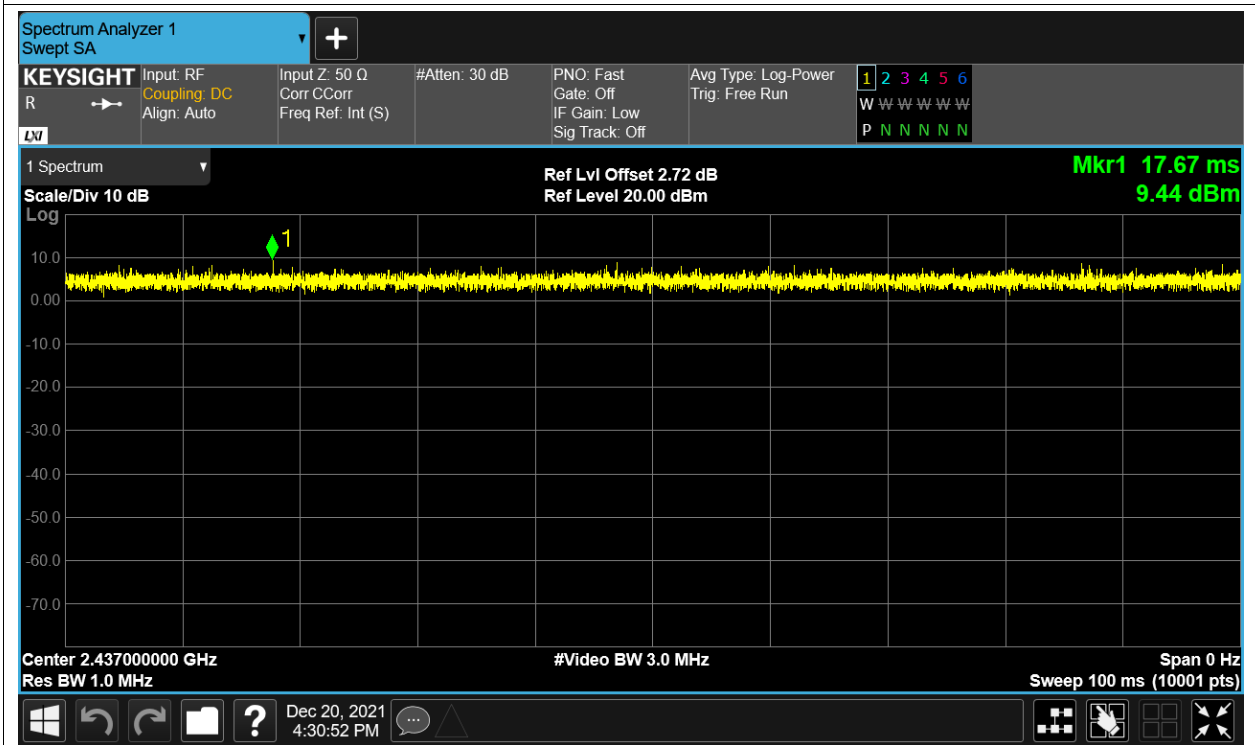 Spectrum Analyzer 1
Swept SA
KEYSIGHT
R
LXI
Input: RF
Coupling: DC
Align: Auto
Input Z: 50 Ω
Corr CCorr
Freq Ref: Int (S)
#Atten: 30 dB
PNO: Fast
Gate: Off
IF Gain: Low
Sig Track: Off
Avg Type: Log-Power
Trig: Free Run
1 2 3 4 5 6
W W W W W W
P N N N N N
1 Spectrum
Scale/Div 10 dB
Ref Lvl Offset 2.72 dB
Ref Level 20.00 dBm
Mkr1 17.67 ms
9.44 dBm
Log
1
10.0
0.00
-10.0
-20.0
-30.0
-40.0
-50.0
-60.0
-70.0
Center 2.437000000 GHz
Res BW 1.0 MHz
#Video BW 3.0 MHz
Span 0 Hz
Sweep 100 ms (10001 pts)
?
Dec 20, 2021
4:30:52 PM